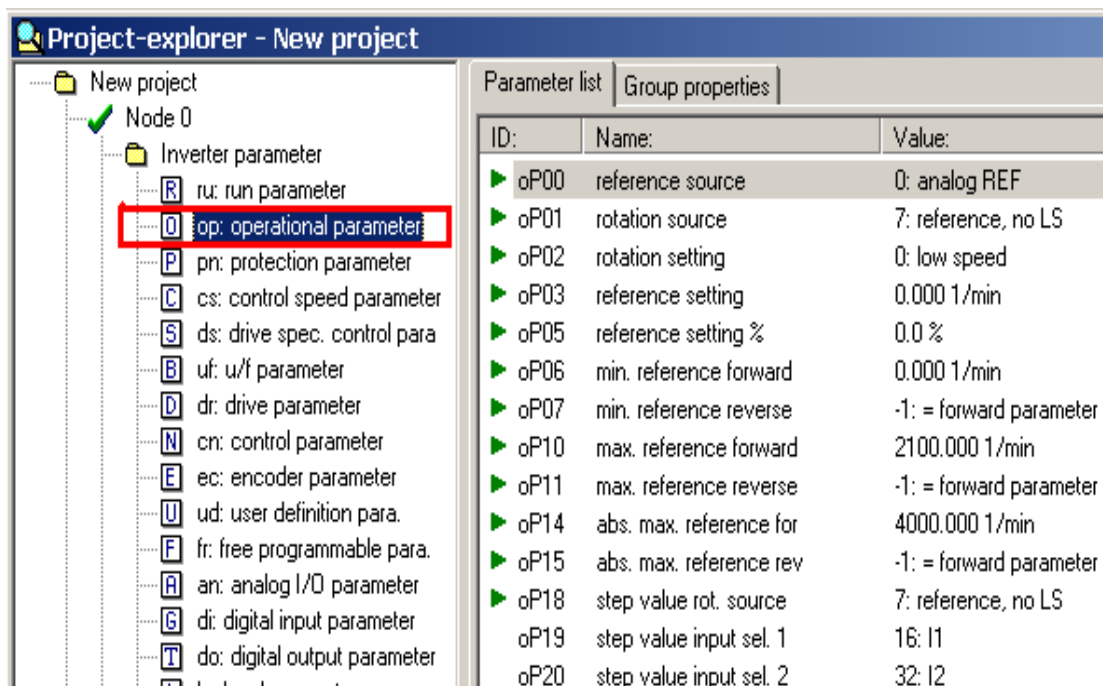 Project-explorer - New project
New project
Node 0
Inverter parameter
R ru: run parameter
O op: operational parameter
P pn: protection parameter
C cs: control speed parameter
S ds: drive spec. control para
B uf: u/f parameter
D dr: drive parameter
N cn: control parameter
E ec: encoder parameter
U ud: user definition para.
F fr: free programmable para.
A an: analog I/O parameter
G di: digital input parameter
T do: digital output parameter
Parameter list Group properties
ID: Name: Value:
oP00 reference source 0: analog REF
oP01 rotation source 7: reference, no LS
oP02 rotation setting 0: low speed
oP03 reference setting 0.000 1/min
oP05 reference setting % 0.0 %
oP06 min. reference forward 0.000 1/min
oP07 min. reference reverse -1: = forward parameter
oP10 max. reference forward 2100.000 1/min
oP11 max. reference reverse -1: = forward parameter
oP14 abs. max. reference for 4000.000 1/min
oP15 abs. max. reference rev -1: = forward parameter
oP18 step value rot. source 7: reference, no LS
oP19 step value input sel. 1 16: I1
oP20 step value input sel. 2 32: I2